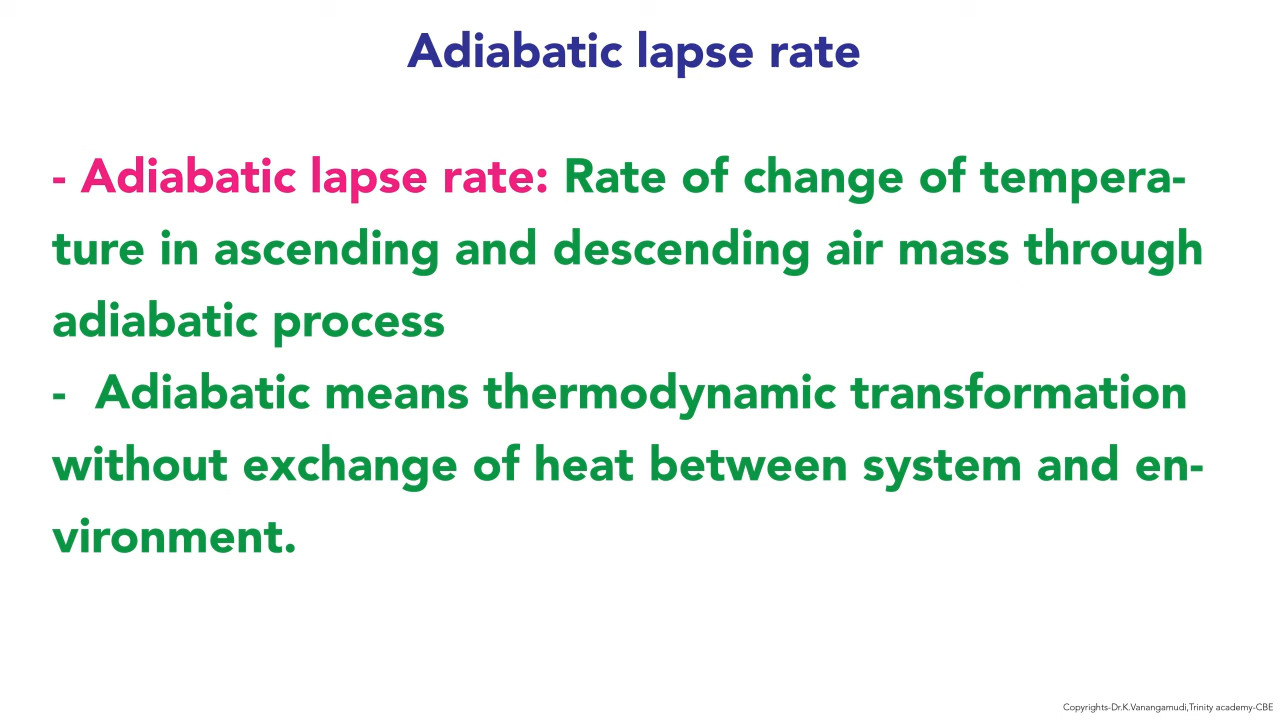 Adiabatic lapse rate
- Adiabatic lapse rate: Rate of change of tempera-
ture in ascending and descending air mass through
adiabatic process
- Adiabatic means thermodynamic transformation
without exchange of heat between system and en-
vironment.
Copyrights-Dr.K.Vanangamudi,Trinity academy-CBE